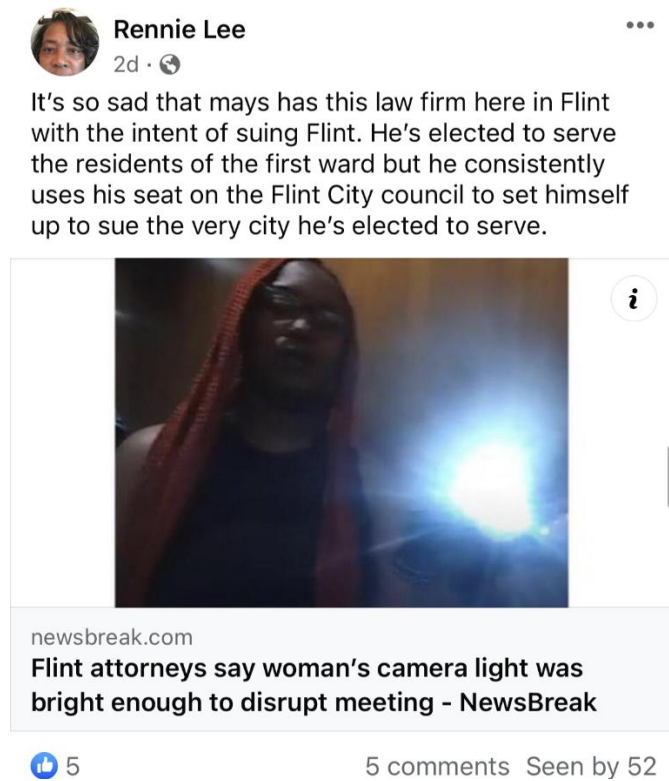 Rennie Lee
2d ·
It’s so sad that mays has this law firm here in Flint
with the intent of suing Flint. He’s elected to serve
the residents of the first ward but he consistently
uses his seat on the Flint City council to set himself
up to sue the very city he’s elected to serve.
i
newsbreak.com
Flint attorneys say woman’s camera light was
bright enough to disrupt meeting - NewsBreak
5
5 comments Seen by 52